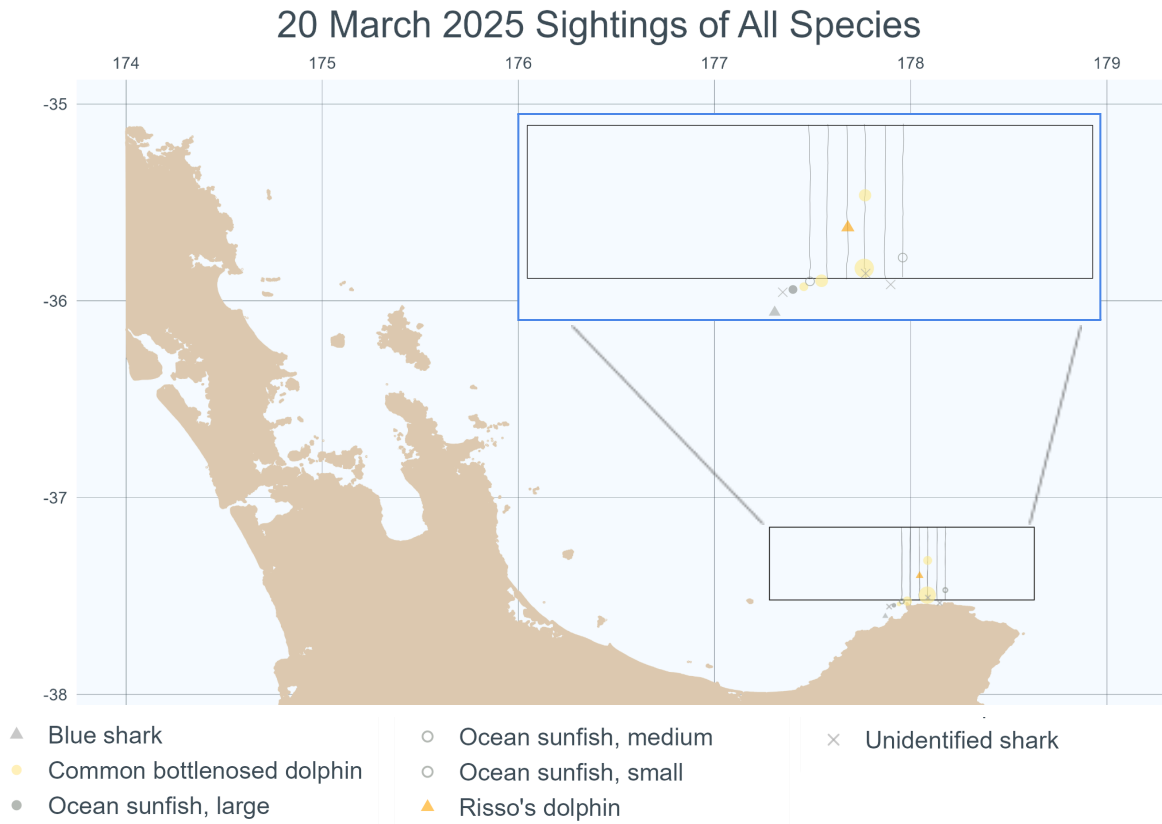 20 March 2025 Sightings of All Species
174 175 176 177 178 179
-35
-36
-37
-38
Blue shark
Common bottlenosed dolphin
Ocean sunfish, large
Ocean sunfish, medium
Ocean sunfish, small
Risso's dolphin
Unidentified shark